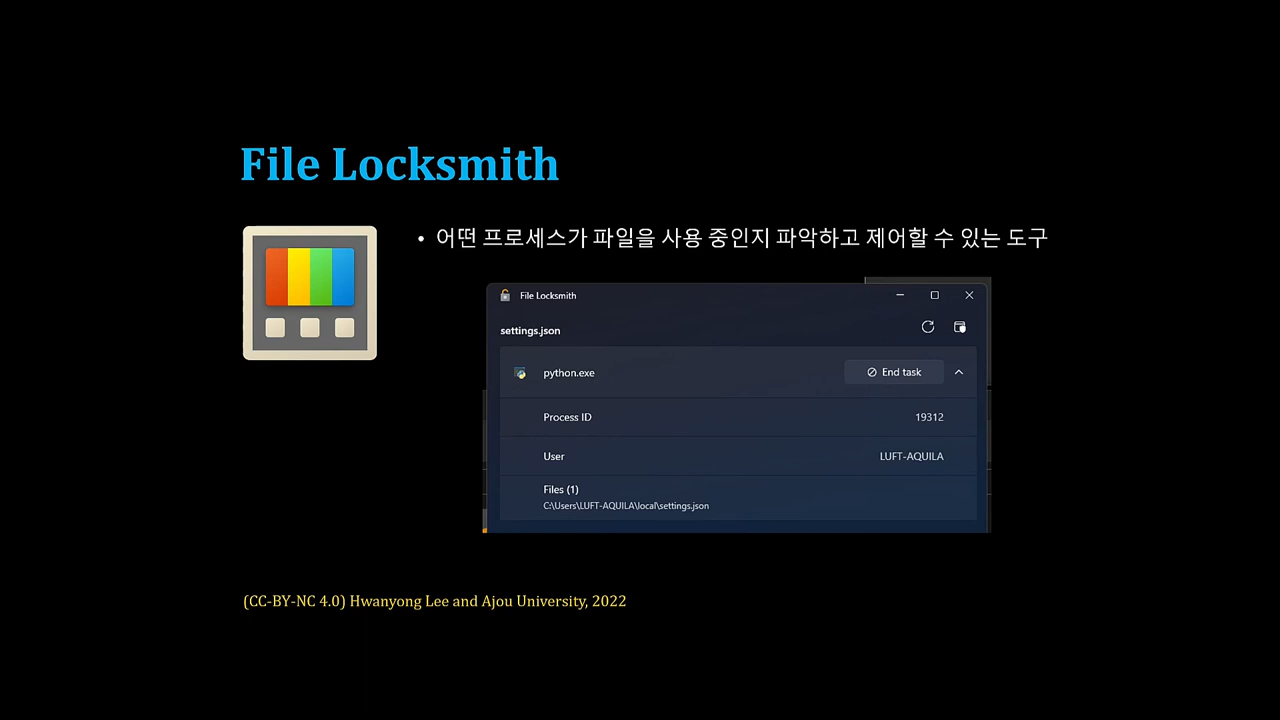 File Locksmith
• 어떤 프로세스가 파일을 사용 중인지 파악하고 제어할 수 있는 도구
File Locksmith
settings.json
python.exe
End task
Process ID
19312
User
LUFT-AQUILA
Files (1)
C:\Users\LUFT-AQUILA\local\settings.json
(CC-BY-NC 4.0) Hwanyong Lee and Ajou University, 2022